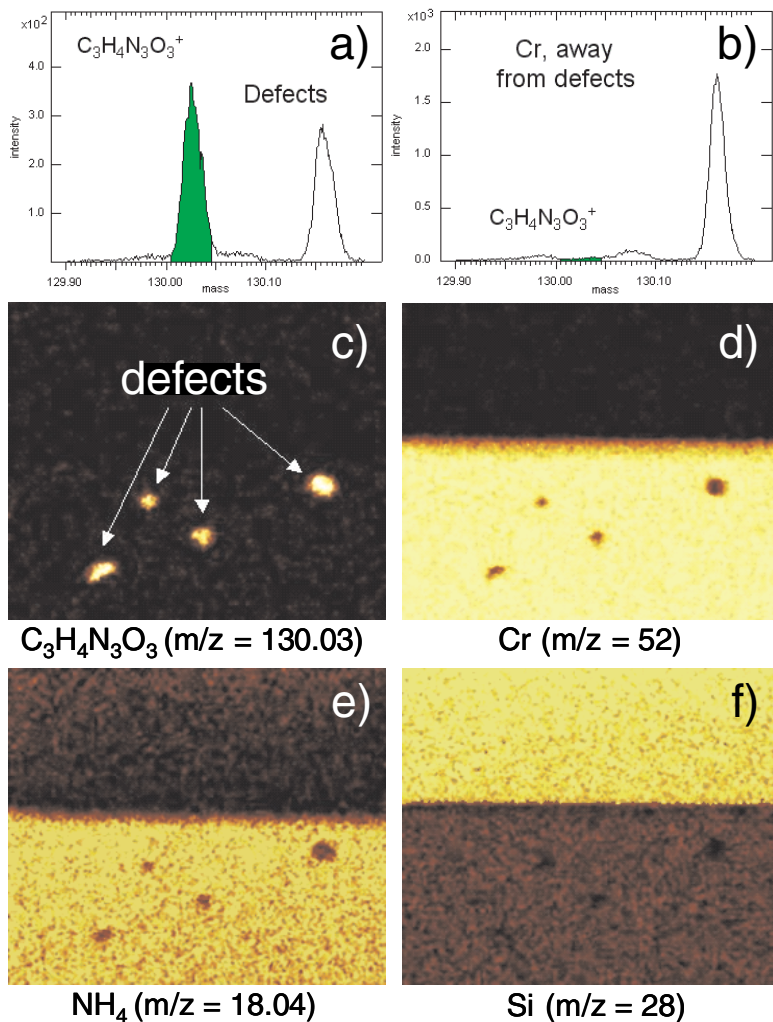 x10²
a)
C₃H₄N₃O₃⁺
4.0
Defects
3.0
intensity
2.0
1.0
129.90
130.00
130.10
mass
x10³
b)
2.0
Cr, away
from defects
1.5
intensity
1.0
C₃H₄N₃O₃⁺
0.5
0.0
129.90
130.00
130.10
mass
c)
defects
C₃H₄N₃O₃ (m/z = 130.03)
d)
Cr (m/z = 52)
e)
NH₄ (m/z = 18.04)
f)
Si (m/z = 28)